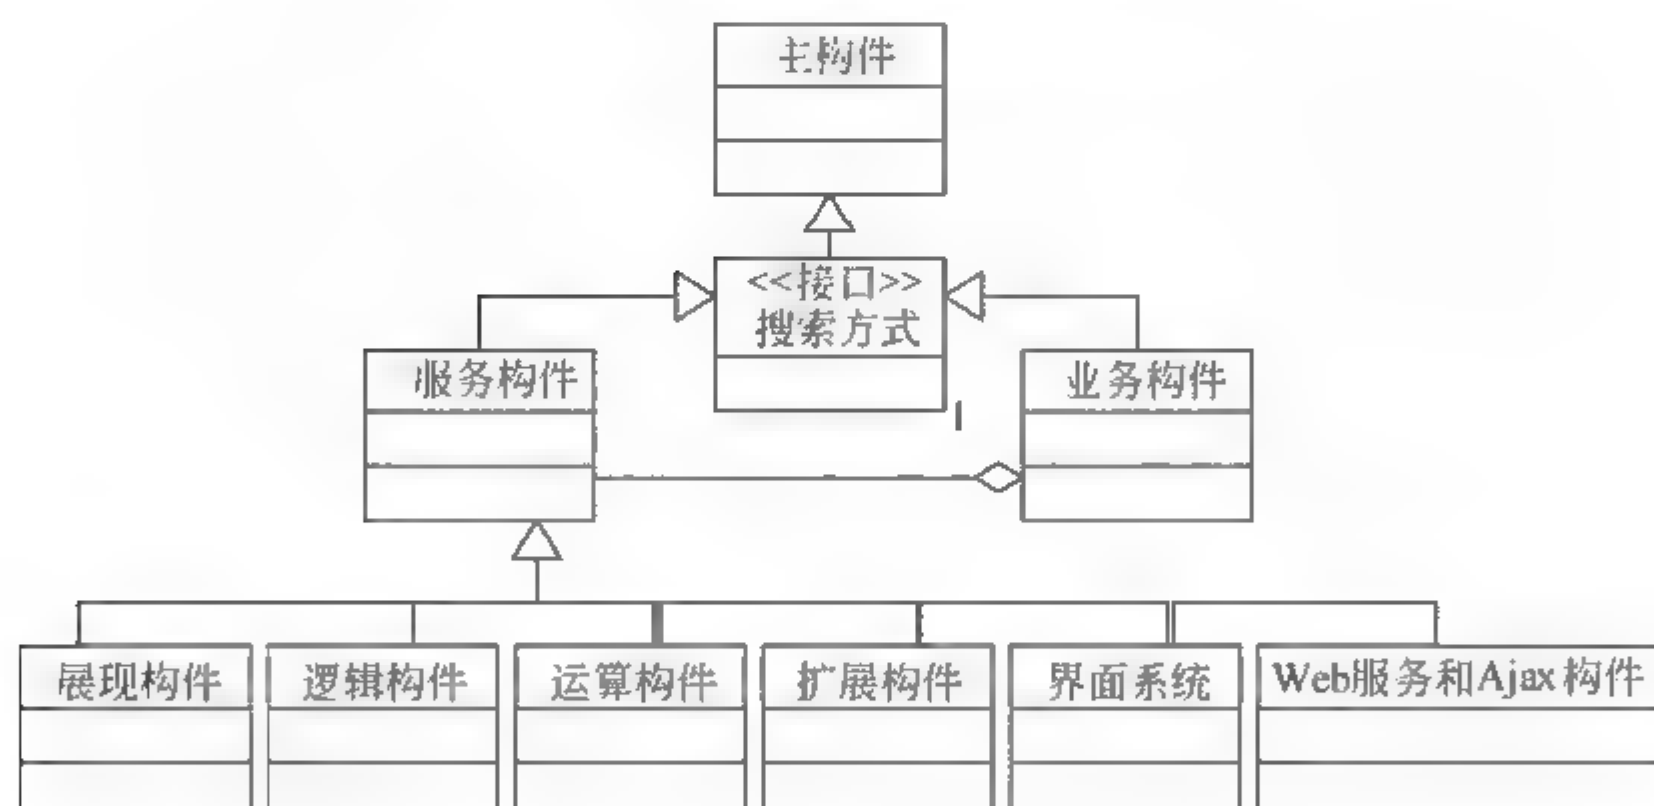 主构件
<<接口>>
搜索方式
服务构件
业务构件
展现构件
逻辑构件
运算构件
扩展构件
界面系统
Web服务和Ajax构件